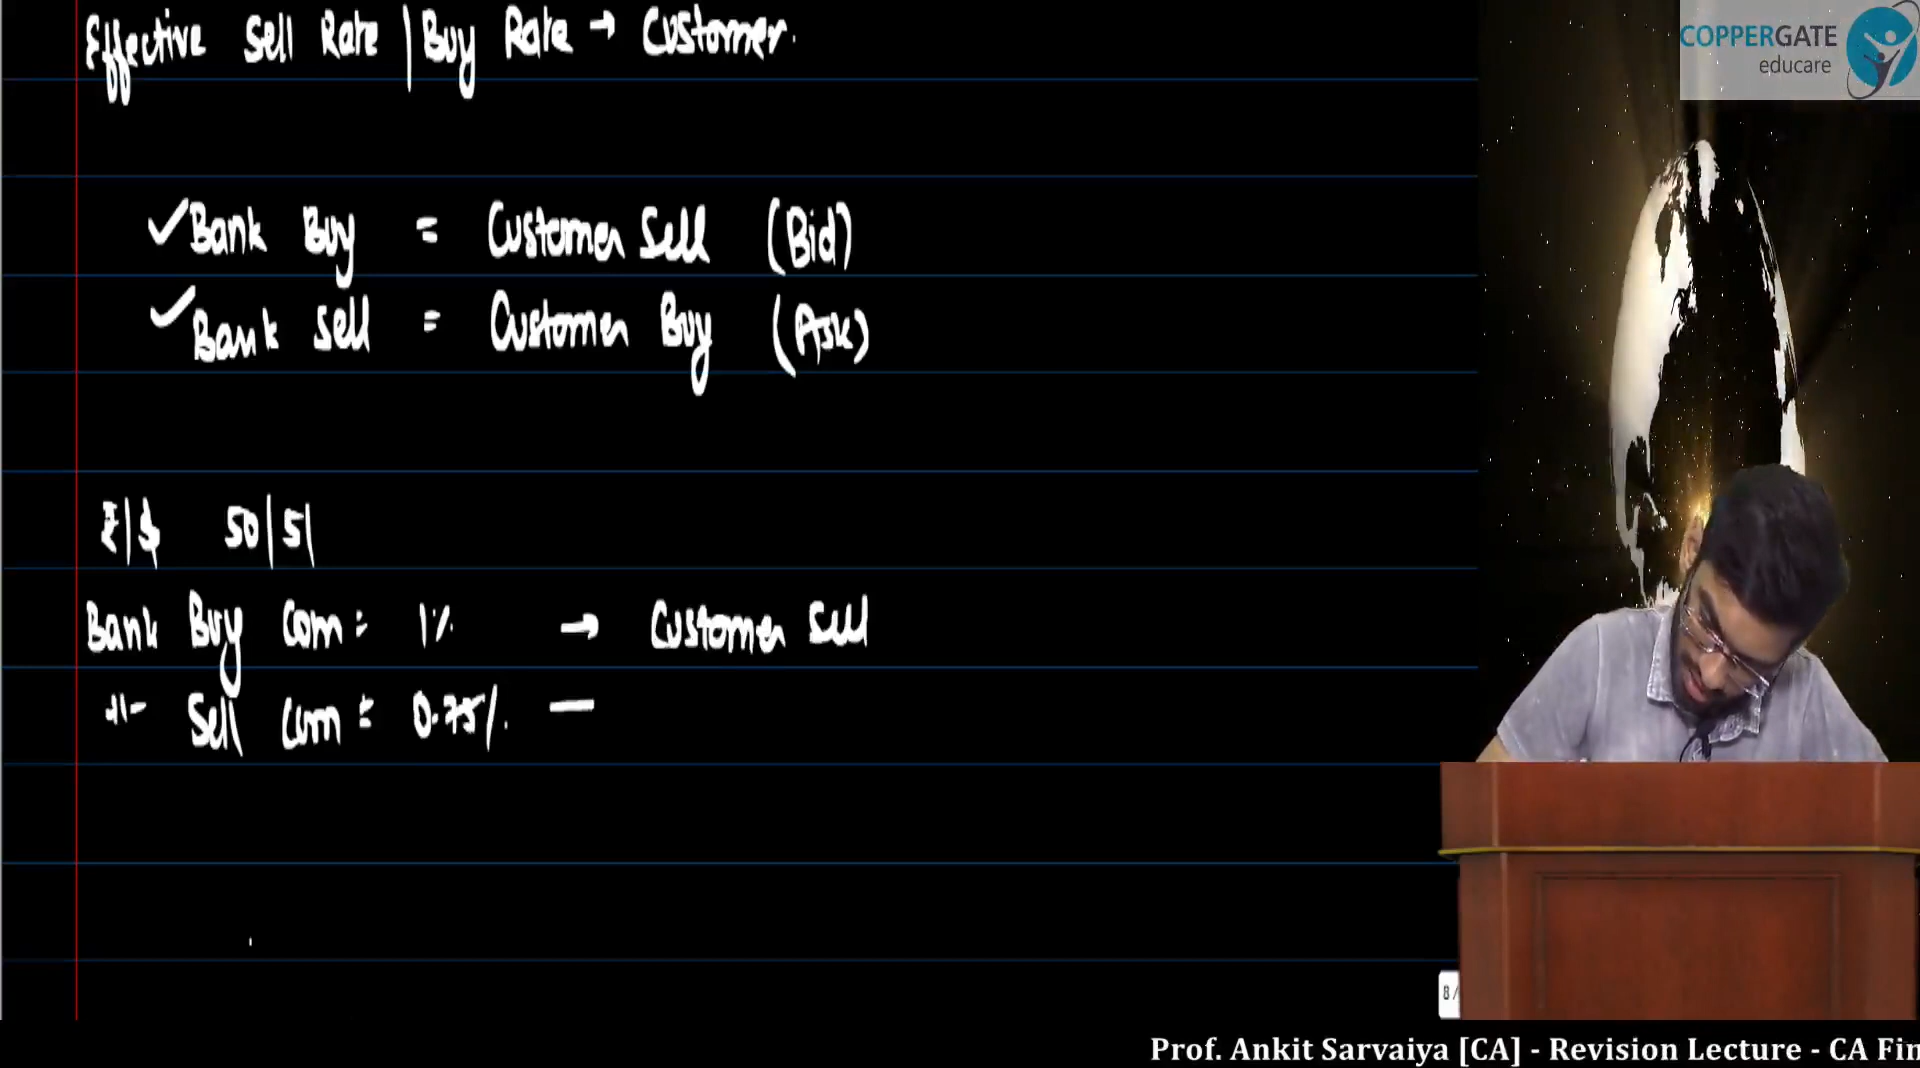 Effective Sell Rate | Buy Rate → Customer.
COPPERGATE
educare
✓ Bank Buy = Customer Sell (Bid)
✓ Bank Sell = Customer Buy (Ask)
₹|$ 50|51
Bank Buy Com = 1% → Customer Sell
-11- Sell Com = 0.75%. —
8/
Prof. Ankit Sarvaiya [CA] - Revision Lecture - CA Fin